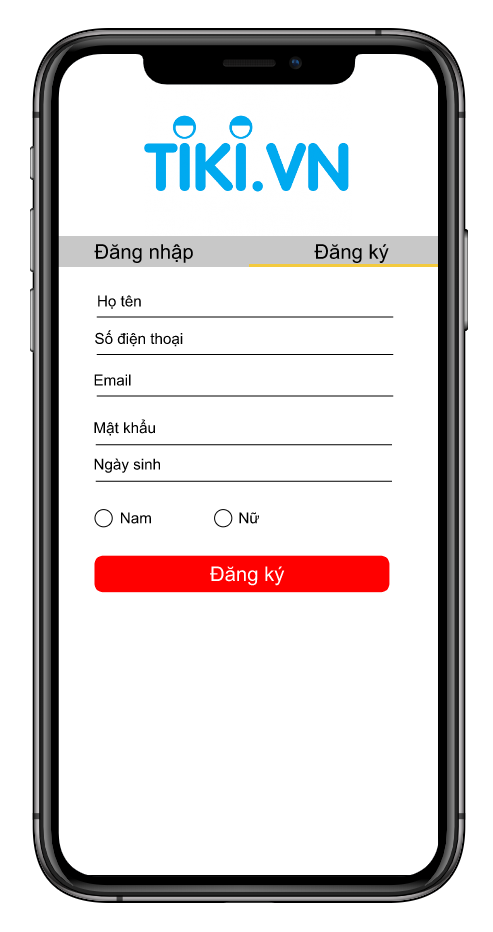 TIKI.VN
Đăng nhập
Đăng ký
Họ tên
Số điện thoại
Email
Mật khẩu
Ngày sinh
Nam
Nữ
Đăng ký